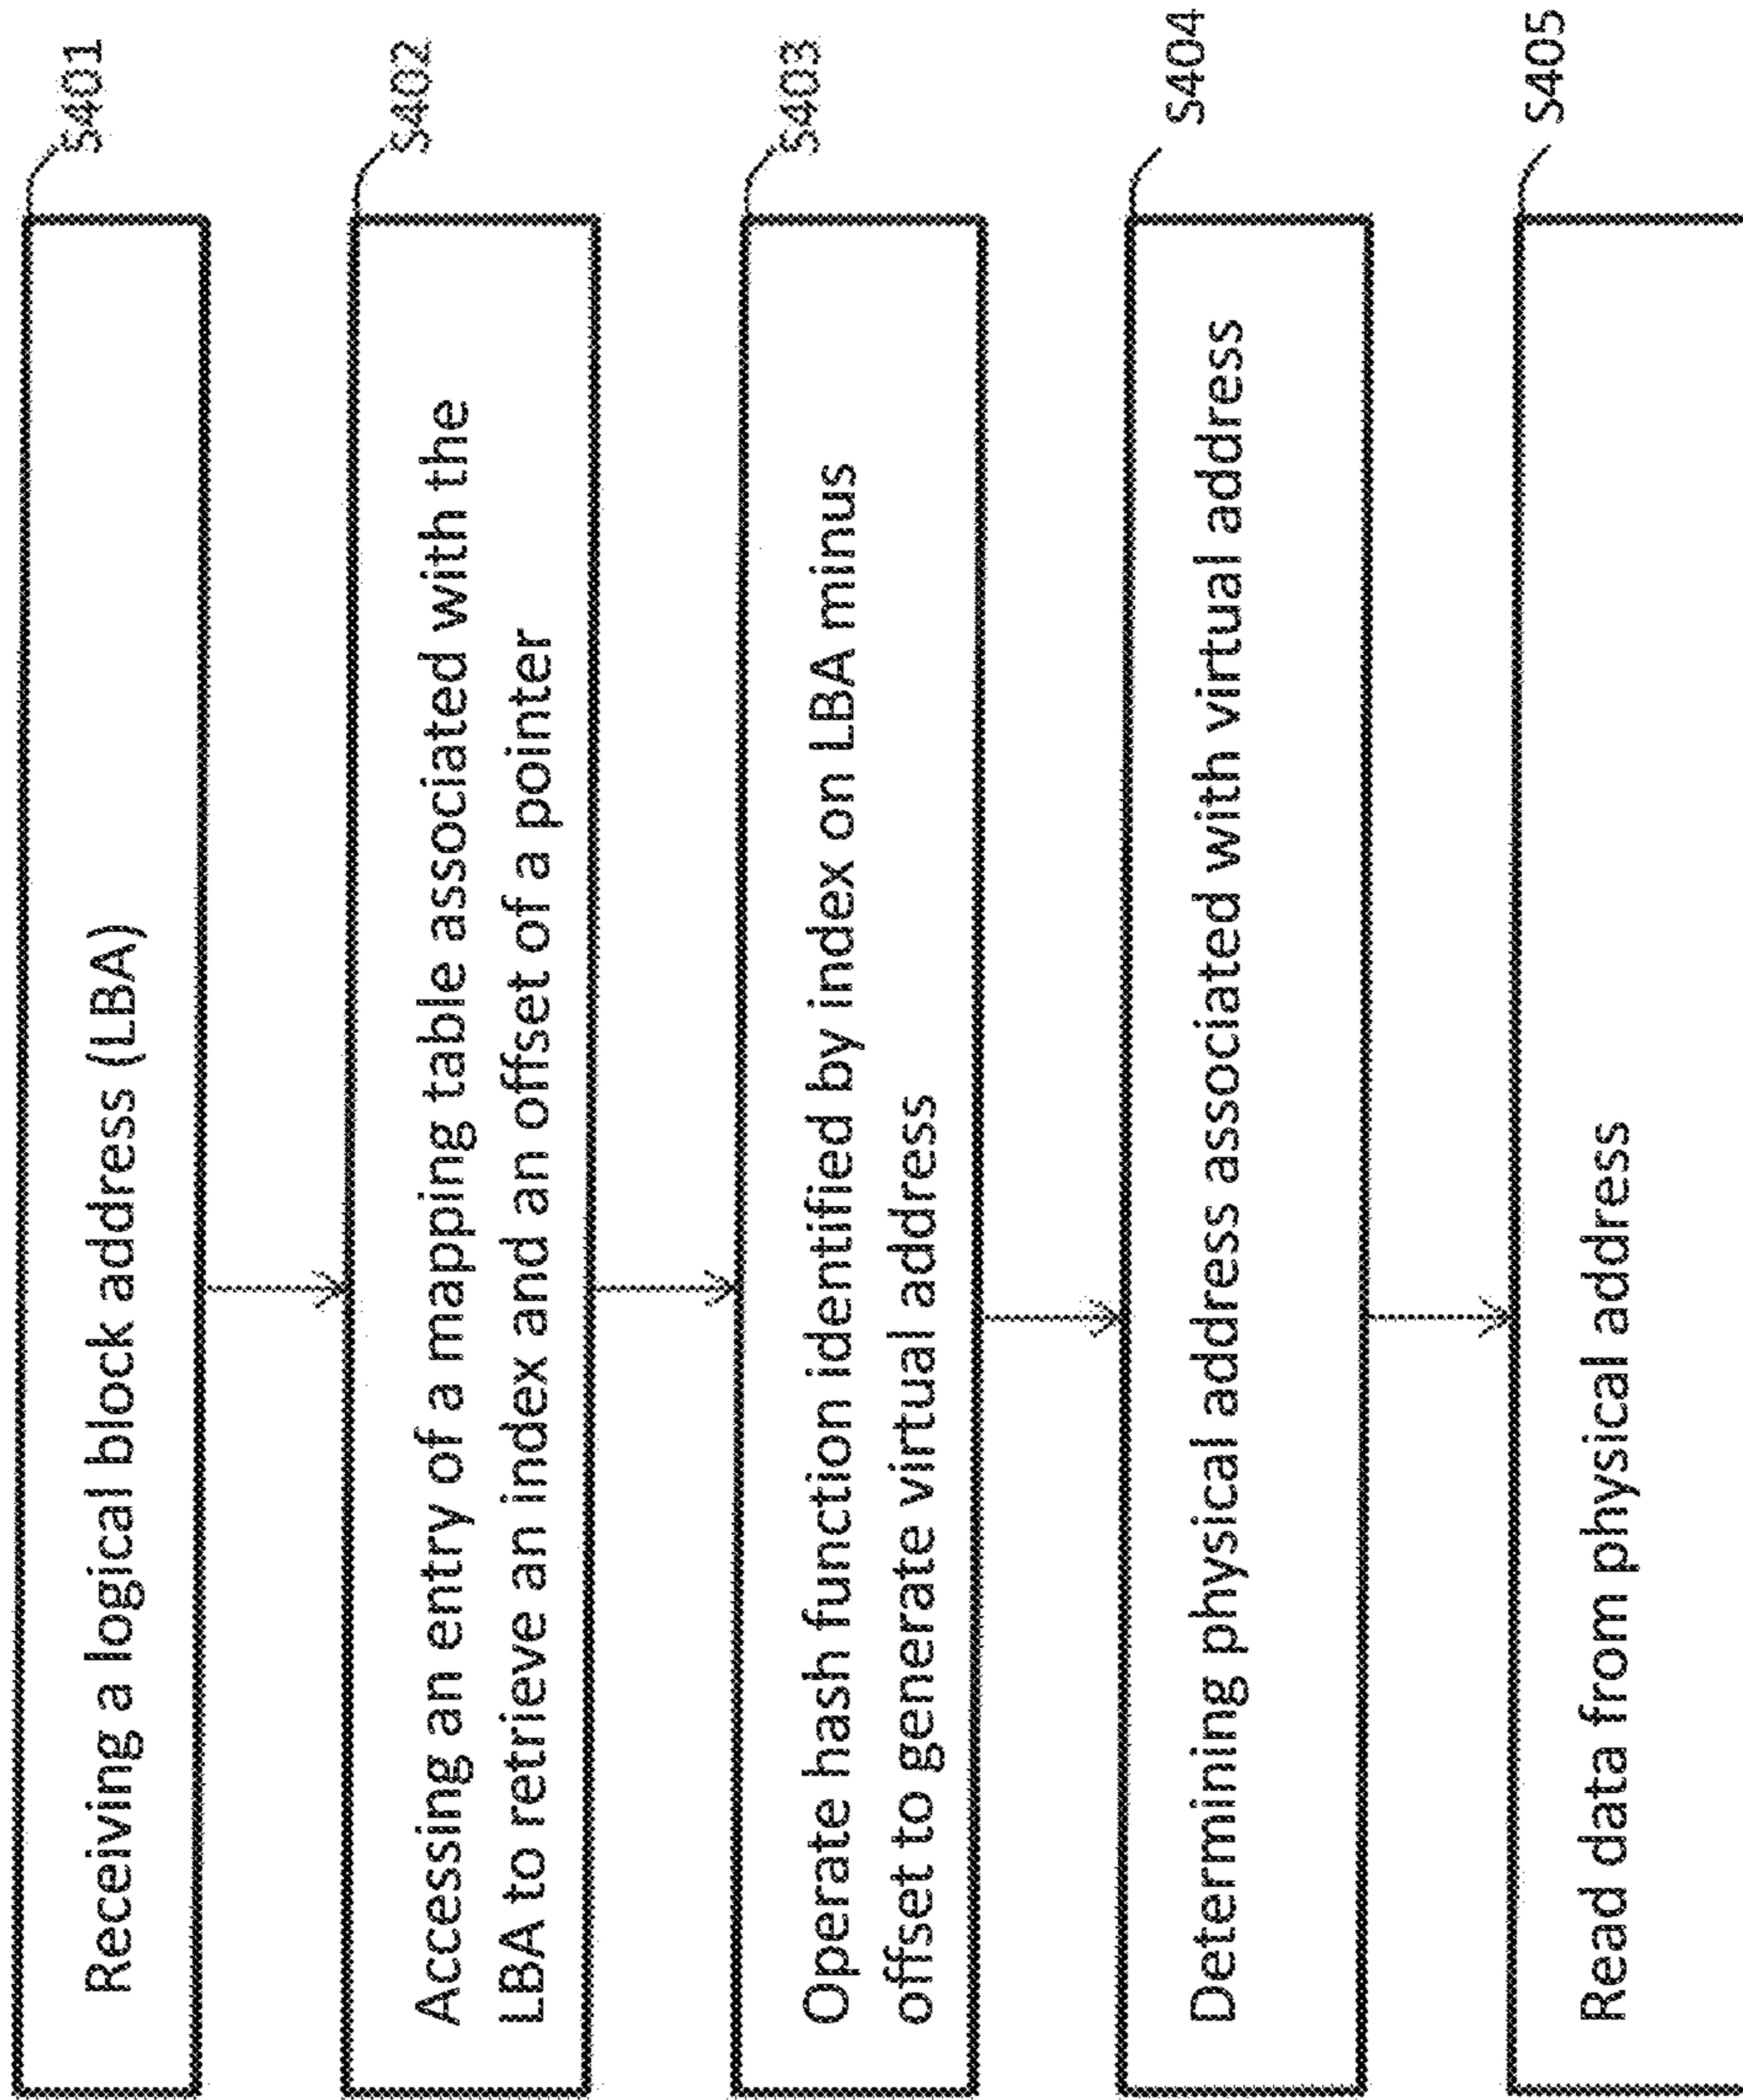 S401
Receiving a logical block address (LBA)
S402
Accessing an entry of a mapping table associated with the
LBA to retrieve an index and an offset of a pointer
S403
Operate hash function identified by index on LBA minus
offset to generate virtual address
S404
Determining physical address associated with virtual address
S405
Read data from physical address